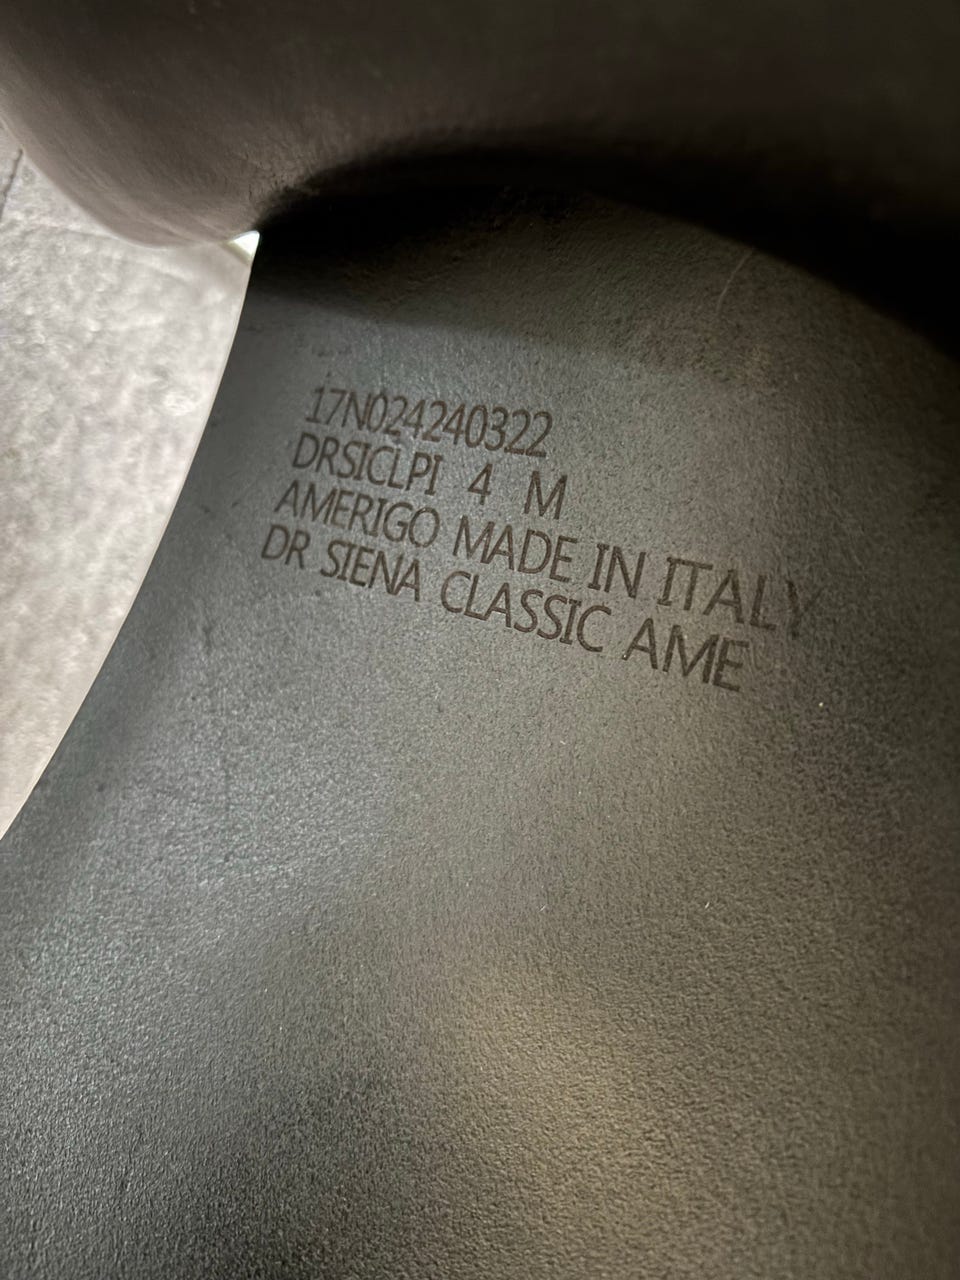 17N024240322
DRSICLPI 4 M
AMERIGO MADE IN ITALY
DR SIENA CLASSIC AME